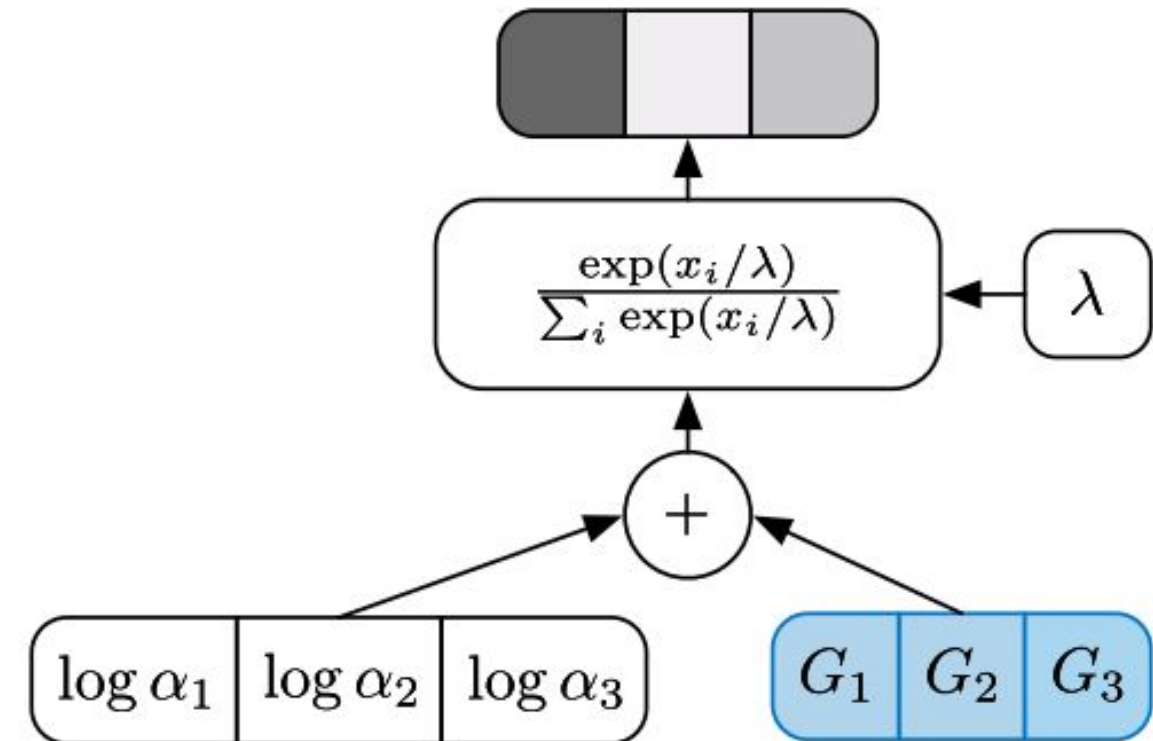 exp(x_i/λ)
∑_i exp(x_i/λ)
λ
+
log α_1 log α_2 log α_3
G_1 G_2 G_3